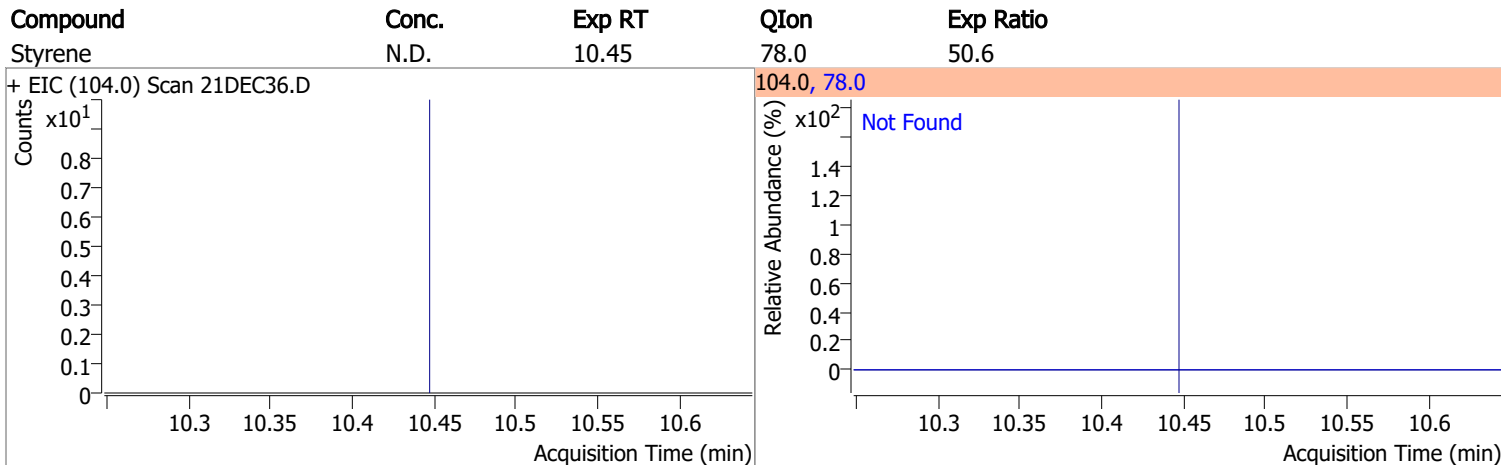 Compound Conc. Exp RT QIon Exp Ratio
Styrene N.D. 10.45 78.0 50.6
+ EIC (104.0) Scan 21DEC36.D
Counts
x10¹
0.8
0.7
0.6
0.5
0.4
0.3
0.2
0.1
0
10.3 10.35 10.4 10.45 10.5 10.55 10.6
Acquisition Time (min)
104.0, 78.0
Relative Abundance (%)
x10²
Not Found
1.4
1.2
1
0.8
0.6
0.4
0.2
0
10.3 10.35 10.4 10.45 10.5 10.55 10.6
Acquisition Time (min)